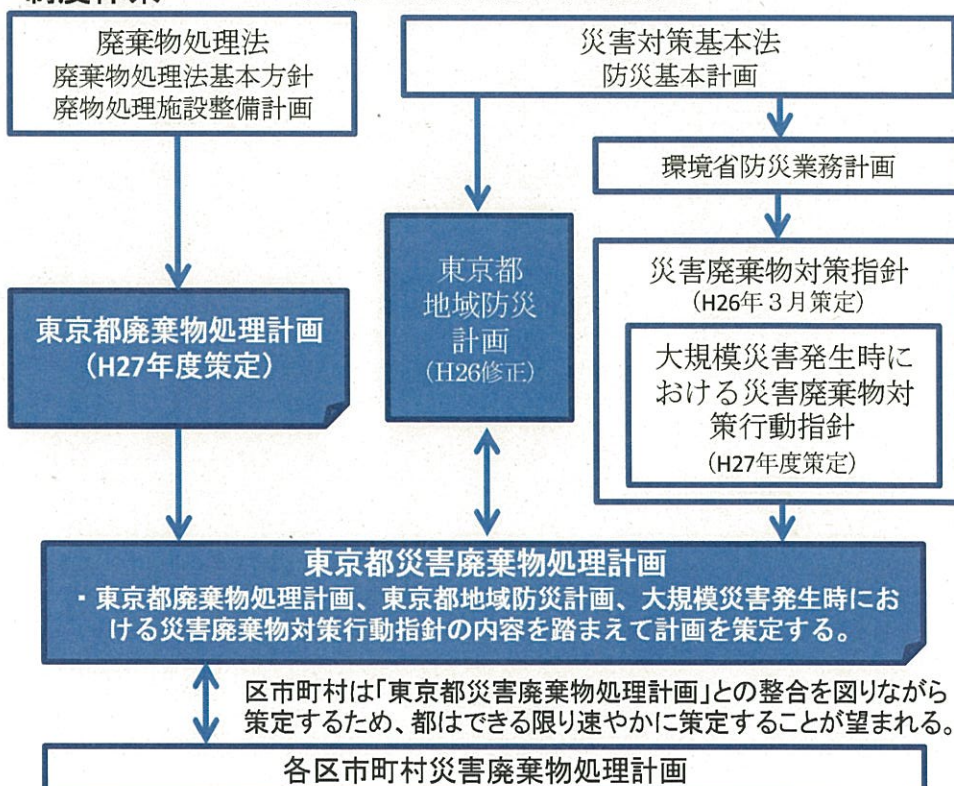 廃棄物処理法
廃棄物処理法基本方針
廃物処理施設整備計画
災害対策基本法
防災基本計画
環境省防災業務計画
東京都廃棄物処理計画
(H27年度策定)
東京都
地域防災
計画
(H26修正)
災害廃棄物対策指針
(H26年3月策定)
大規模災害発生時に
おける災害廃棄物対
策行動指針
(H27年度策定)
東京都災害廃棄物処理計画
・東京都廃棄物処理計画、東京都地域防災計画、大規模災害発生時にお
ける災害廃棄物対策行動指針の内容を踏まえて計画を策定する。
区市町村は「東京都災害廃棄物処理計画」との整合を図りながら
策定するため、都はできる限り速やかに策定することが望まれる。
各区市町村災害廃棄物処理計画